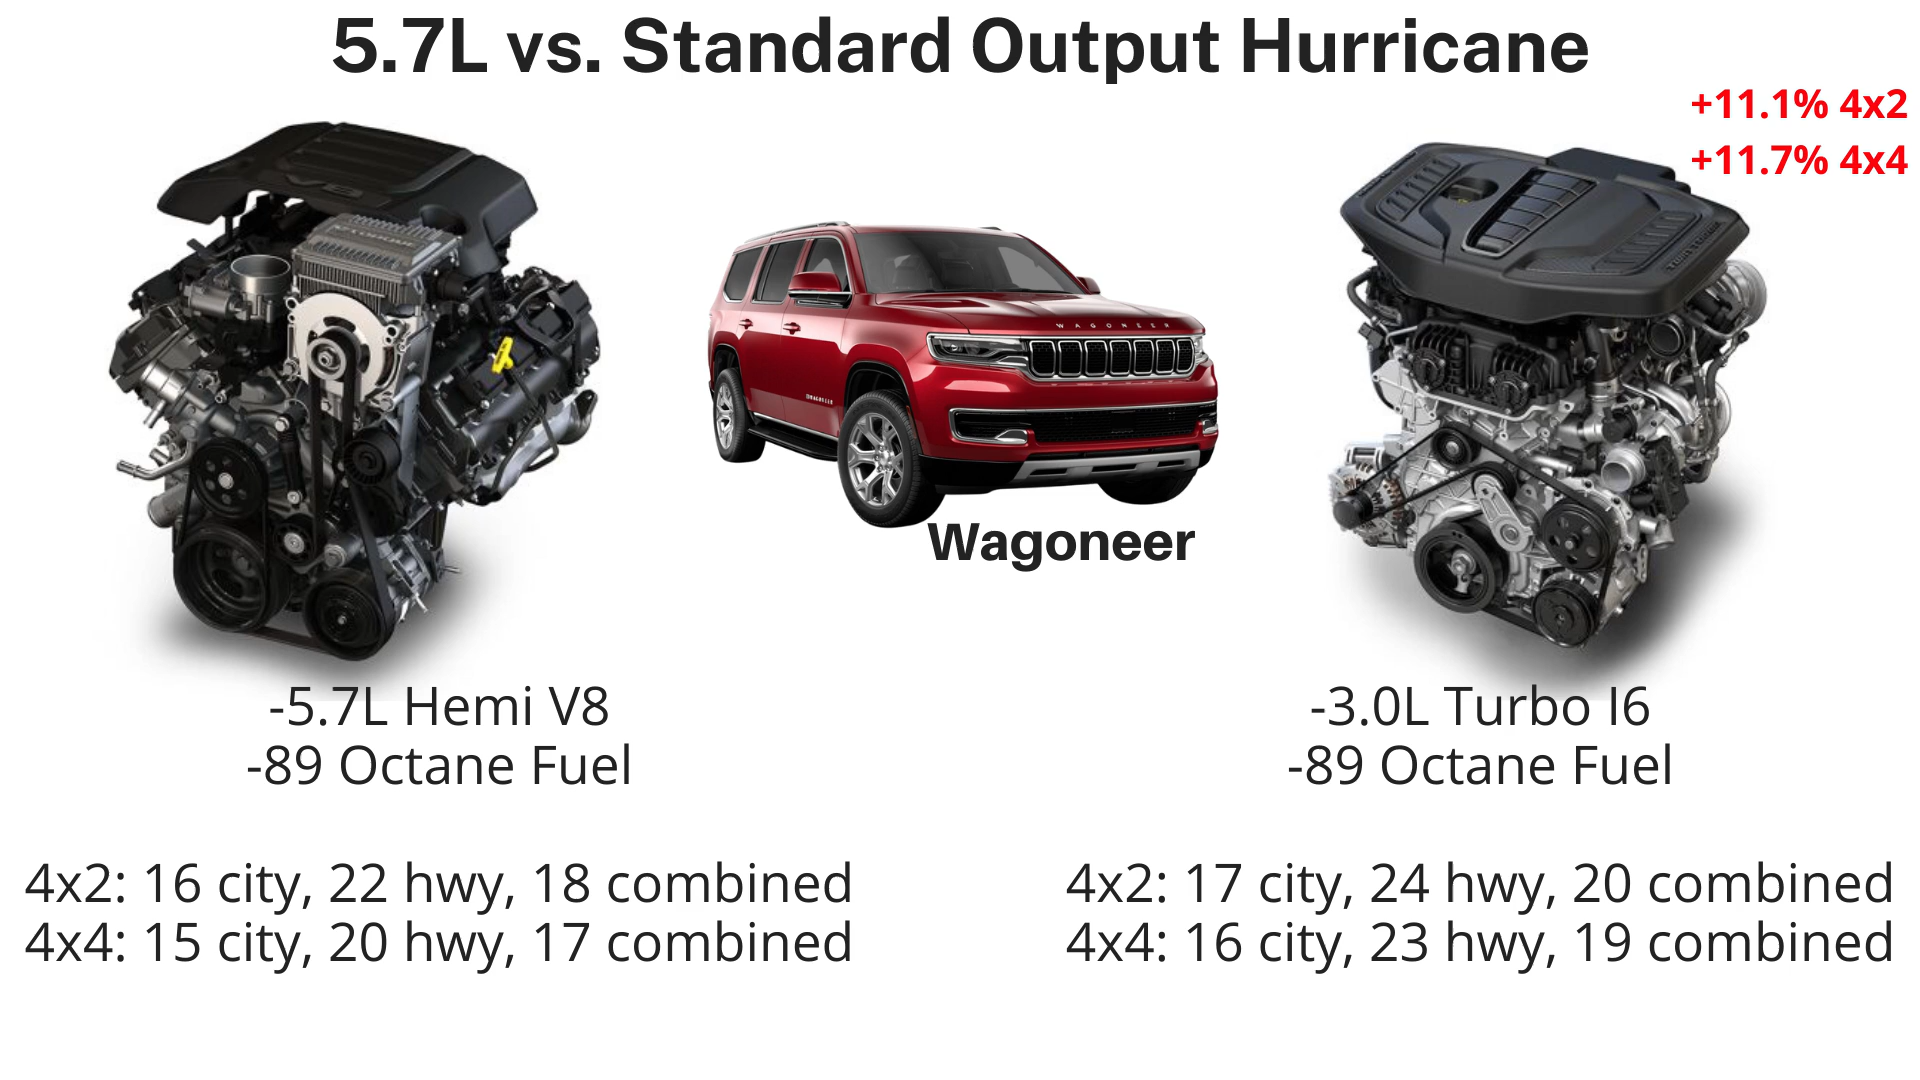 5.7L vs. Standard Output Hurricane
+11.1% 4x2
+11.7% 4x4
WAGONEER
Wagoneer
-5.7L Hemi V8
-89 Octane Fuel
4x2: 16 city, 22 hwy, 18 combined
4x4: 15 city, 20 hwy, 17 combined
-3.0L Turbo I6
-89 Octane Fuel
4x2: 17 city, 24 hwy, 20 combined
4x4: 16 city, 23 hwy, 19 combined